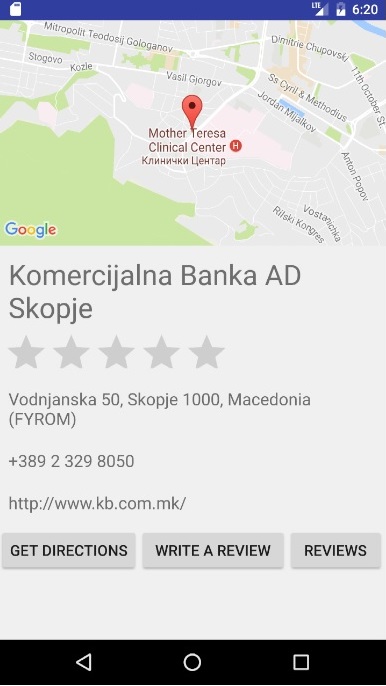 LTE
6:20
Mitropolit Teodosij Gologanov
Dimitrie Chupovski
Stogovo
Kozle
Vasil Gjorgov
11th October St
Ss Cyril & Methodius
Jordan Mijalkov
Mother Teresa
Clinical Center
H
Клинички Центар
Anton Popov
Vostanichka
Rilski Kongres
Google
Komercijalna Banka AD
Skopje
Vodnjanska 50, Skopje 1000, Macedonia
(FYROM)
+389 2 329 8050
http://www.kb.com.mk/
GET DIRECTIONS
WRITE A REVIEW
REVIEWS